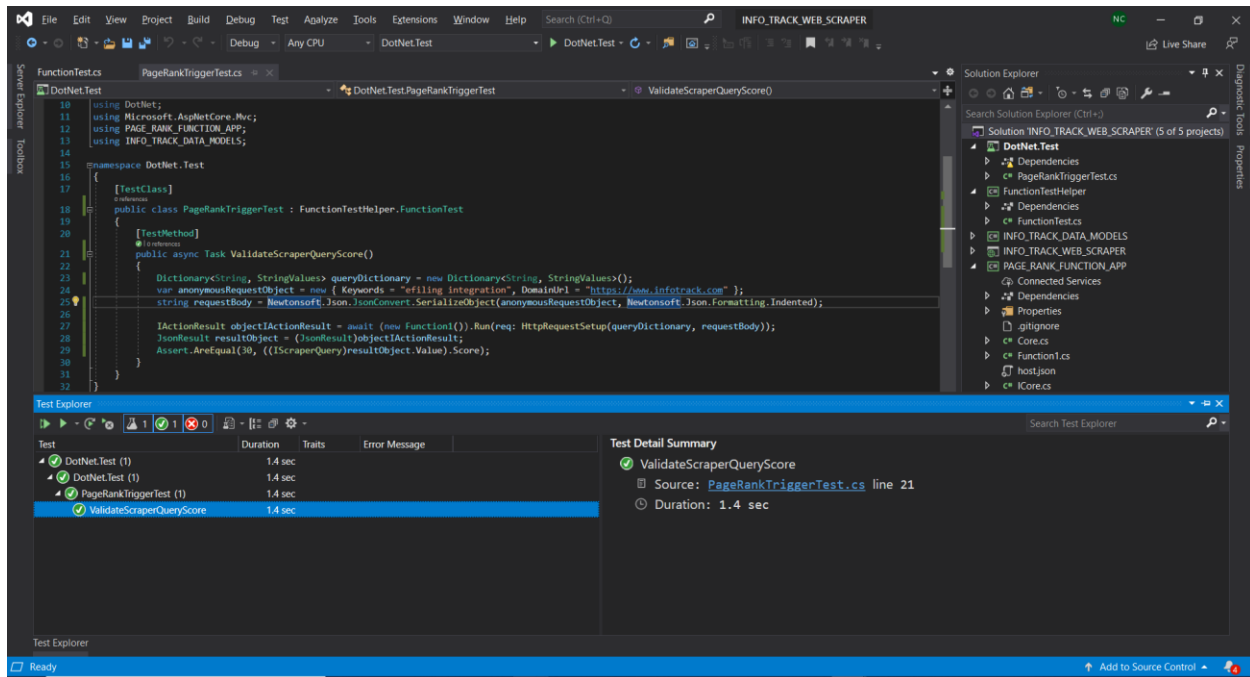 File Edit View Project Build Debug Test Analyze Tools Extensions Window Help Search (Ctrl+Q) INFO_TRACK_WEB_SCRAPER NC
Debug Any CPU DotNet.Test DotNet.Test Live Share
Server Explorer
Toolbox
FunctionTest.cs PageRankTriggerTest.cs
DotNet.Test DotNet.Test.PageRankTriggerTest ValidateScraperQueryScore()
10 using DotNet;
11 using Microsoft.AspNetCore.Mvc;
12 using PAGE_RANK_FUNCTION_APP;
13 using INFO_TRACK_DATA_MODELS;
14
15 namespace DotNet.Test
16 {
17 [TestClass]
0 references
18 public class PageRankTriggerTest : FunctionTestHelper.FunctionTest
19 {
20 [TestMethod]
0 references
21 public async Task ValidateScraperQueryScore()
22 {
23 Dictionary<String, StringValues> queryDictionary = new Dictionary<String, StringValues>();
24 var anonymousRequestObject = new { Keywords = "efiling integration", DomainUrl = "https://www.infotrack.com" };
25 string requestBody = Newtonsoft.Json.JsonConvert.SerializeObject(anonymousRequestObject, Newtonsoft.Json.Formatting.Indented);
26
27 IActionResult objectIActionResult = await (new Function1()).Run(req: HttpRequestSetup(queryDictionary, requestBody));
28 JsonResult resultObject = (JsonResult)objectIActionResult;
29 Assert.AreEqual(30, ((IScraperQuery)resultObject.Value).Score);
30 }
31 }
32 }
Solution Explorer
Search Solution Explorer (Ctrl+;)
Solution 'INFO_TRACK_WEB_SCRAPER' (5 of 5 projects)
DotNet.Test
Dependencies
C# PageRankTriggerTest.cs
C# FunctionTestHelper
Dependencies
C# FunctionTest.cs
C# INFO_TRACK_DATA_MODELS
INFO_TRACK_WEB_SCRAPER
C# PAGE_RANK_FUNCTION_APP
Connected Services
Dependencies
Properties
.gitignore
C# Core.cs
C# Function1.cs
host.json
C# ICore.cs
Diagnostic Tools
Properties
Test Explorer
1 1 0 Search Test Explorer
Test Duration Traits Error Message
DotNet.Test (1) 1.4 sec
DotNet.Test (1) 1.4 sec
PageRankTriggerTest (1) 1.4 sec
ValidateScraperQueryScore 1.4 sec
Test Detail Summary
ValidateScraperQueryScore
Source: PageRankTriggerTest.cs line 21
Duration: 1.4 sec
Test Explorer
Ready Add to Source Control 4